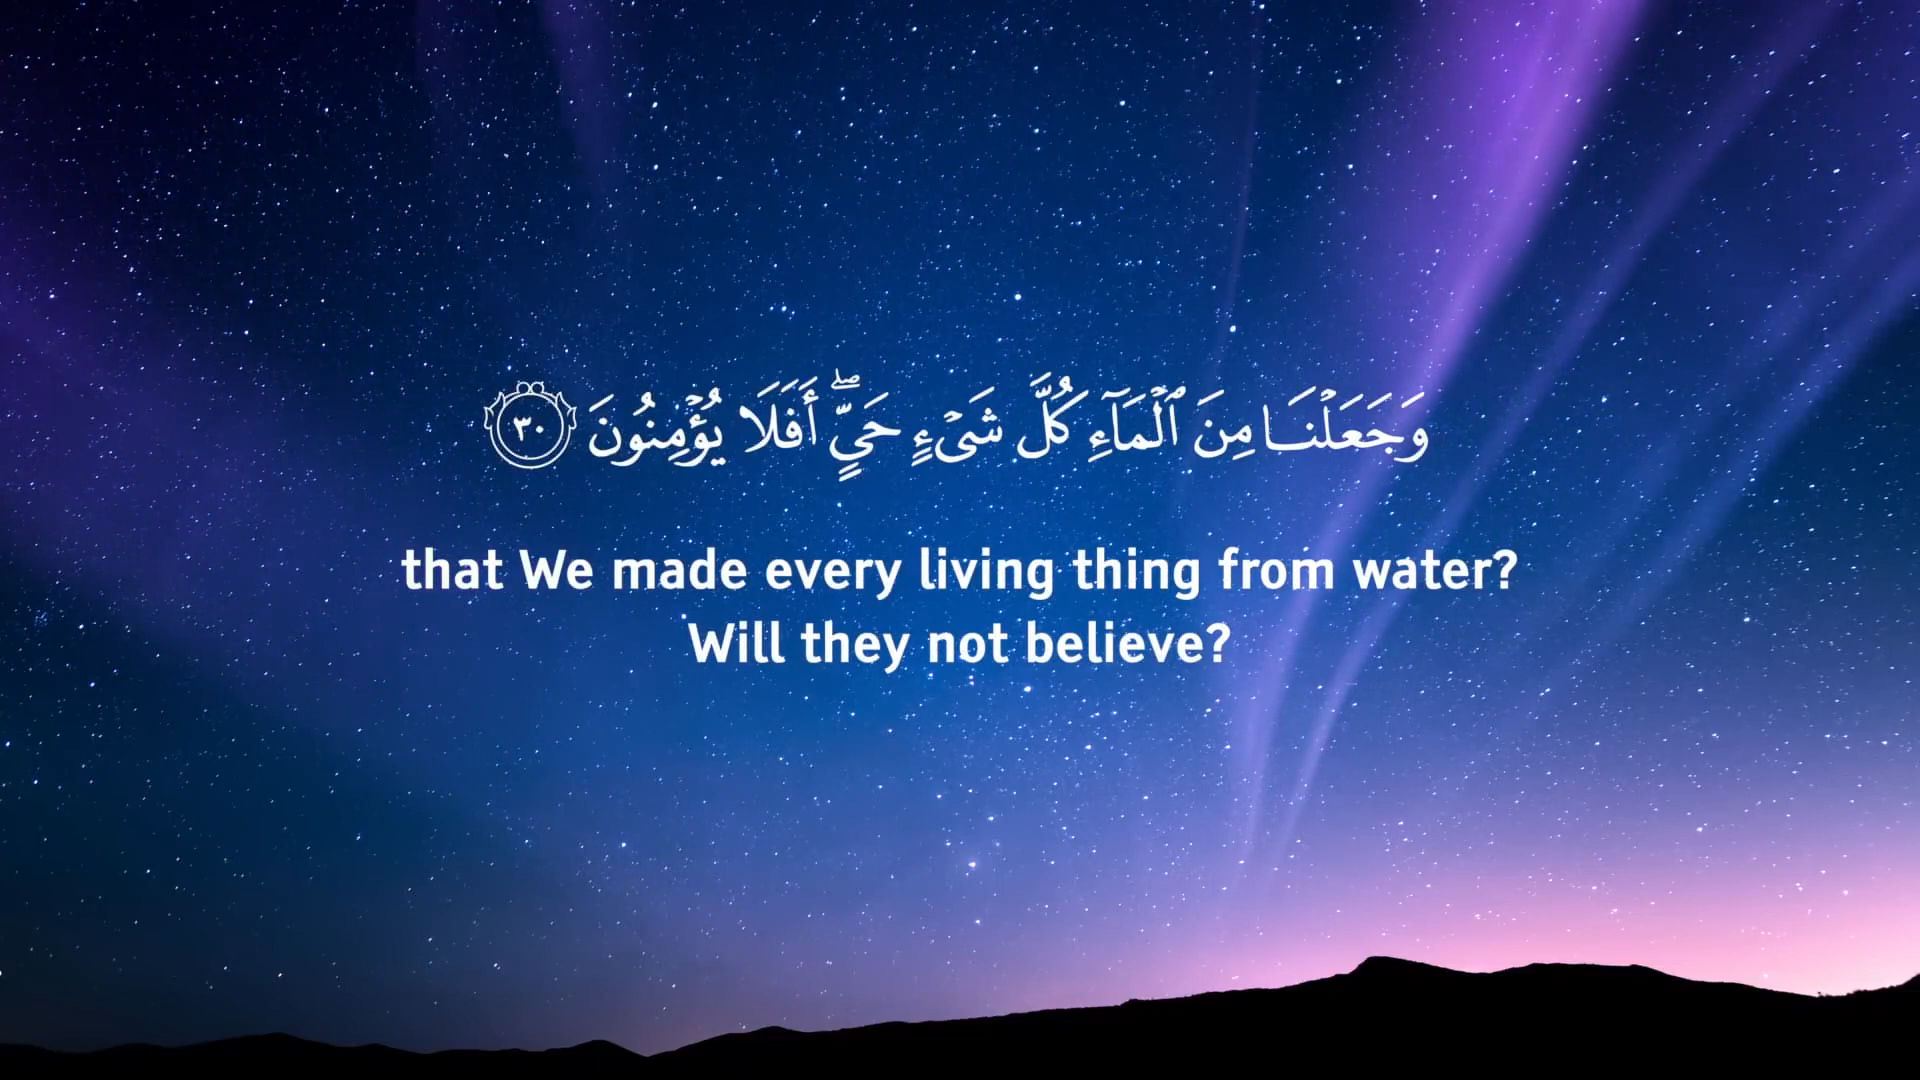 وَجَعَلْنَا مِنَ ٱلْمَآءِ كُلَّ شَىْءٍ حَىٍّ ۖ أَفَلَا يُؤْمِنُونَ ٣٠
that We made every living thing from water?
Will they not believe?